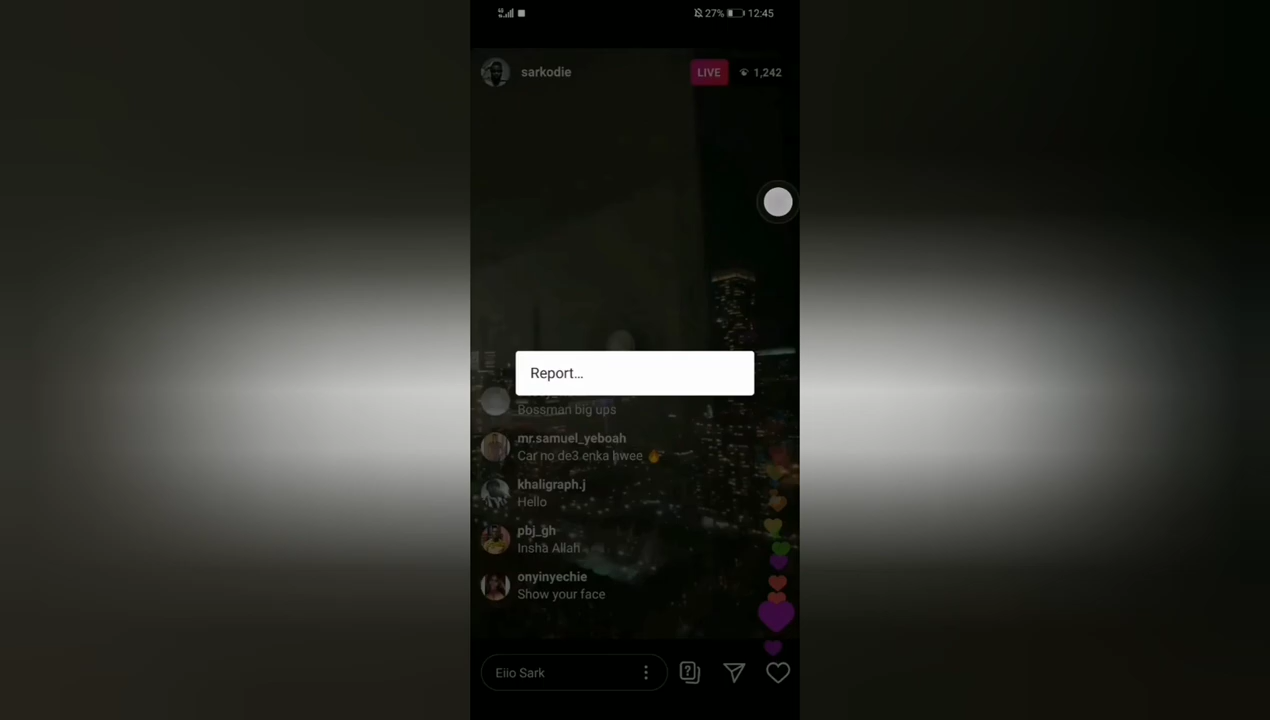 27% 12:45
sarkodie
LIVE 1,242
Report...
Bossman big ups
mr.samuel_yeboah
Car no de3 enka hwee
khaligraph.j
Hello
pbj_gh
Insha Allah
onyinyechie
Show your face
Eiio Sark